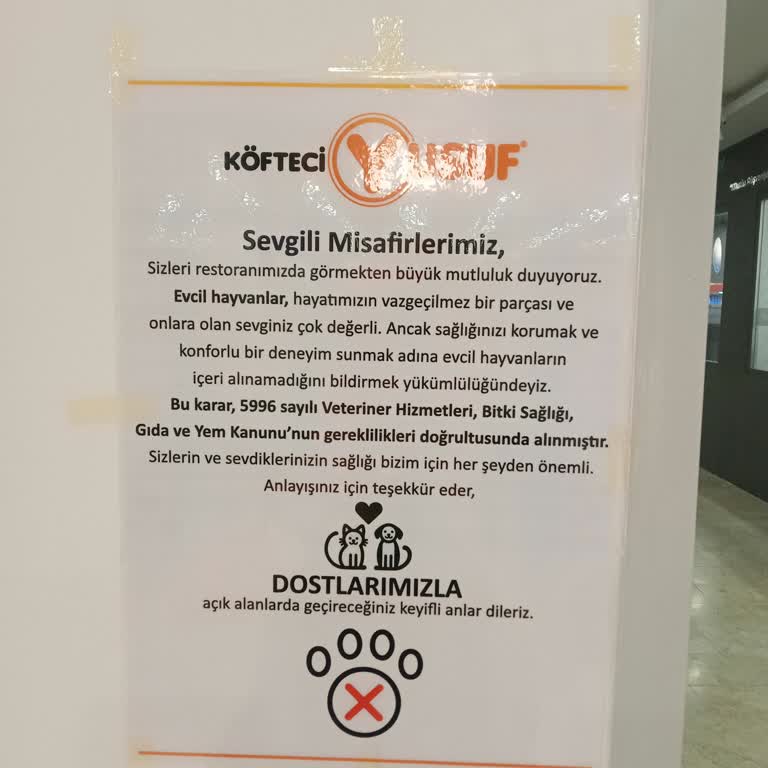 KÖFTECİ YUSUF®
Sevgili Misafirlerimiz,
Sizleri restoranımızda görmekten büyük mutluluk duyuyoruz.
Evcil hayvanlar, hayatımızın vazgeçilmez bir parçası ve
onlara olan sevginiz çok değerli. Ancak sağlığınızı korumak ve
konforlu bir deneyim sunmak adına evcil hayvanların
içeri alınamadığını bildirmek yükümlülüğündeyiz.
Bu karar, 5996 sayılı Veteriner Hizmetleri, Bitki Sağlığı,
Gıda ve Yem Kanunu'nun gereklilikleri doğrultusunda alınmıştır.
Sizlerin ve sevdiklerinizin sağlığı bizim için her şeyden önemli.
Anlayışınız için teşekkür eder,
DOSTLARIMIZLA
açık alanlarda geçireceğiniz keyifli anlar dileriz.